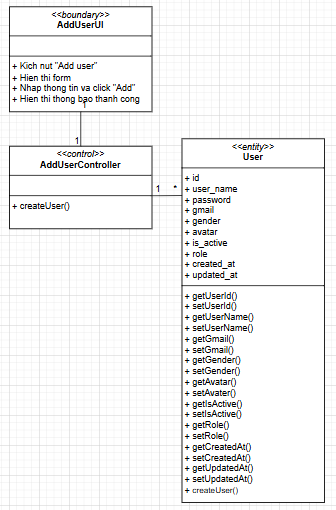 <<boundary>>
AddUserUI
+ Kich nut "Add user"
+ Hien thi form
+ Nhap thong tin va click "Add"
+ Hien thi thong bao thanh cong
1
1
<<control>>
AddUserController
+ createUser()
1
*
<<entity>>
User
+ id
+ user_name
+ password
+ gmail
+ gender
+ avatar
+ is_active
+ role
+ created_at
+ updated_at
+ getUserId()
+ setUserId()
+ getUserName()
+ setUserName()
+ getGmail()
+ setGmail()
+ getGender()
+ setGender()
+ getAvatar()
+ setAvater()
+ getIsActive()
+ setIsActive()
+ getRole()
+ setRole()
+ getCreatedAt()
+ setCreatedAt()
+ getUpdatedAt()
+ setUpdatedAt()
+ createUser()